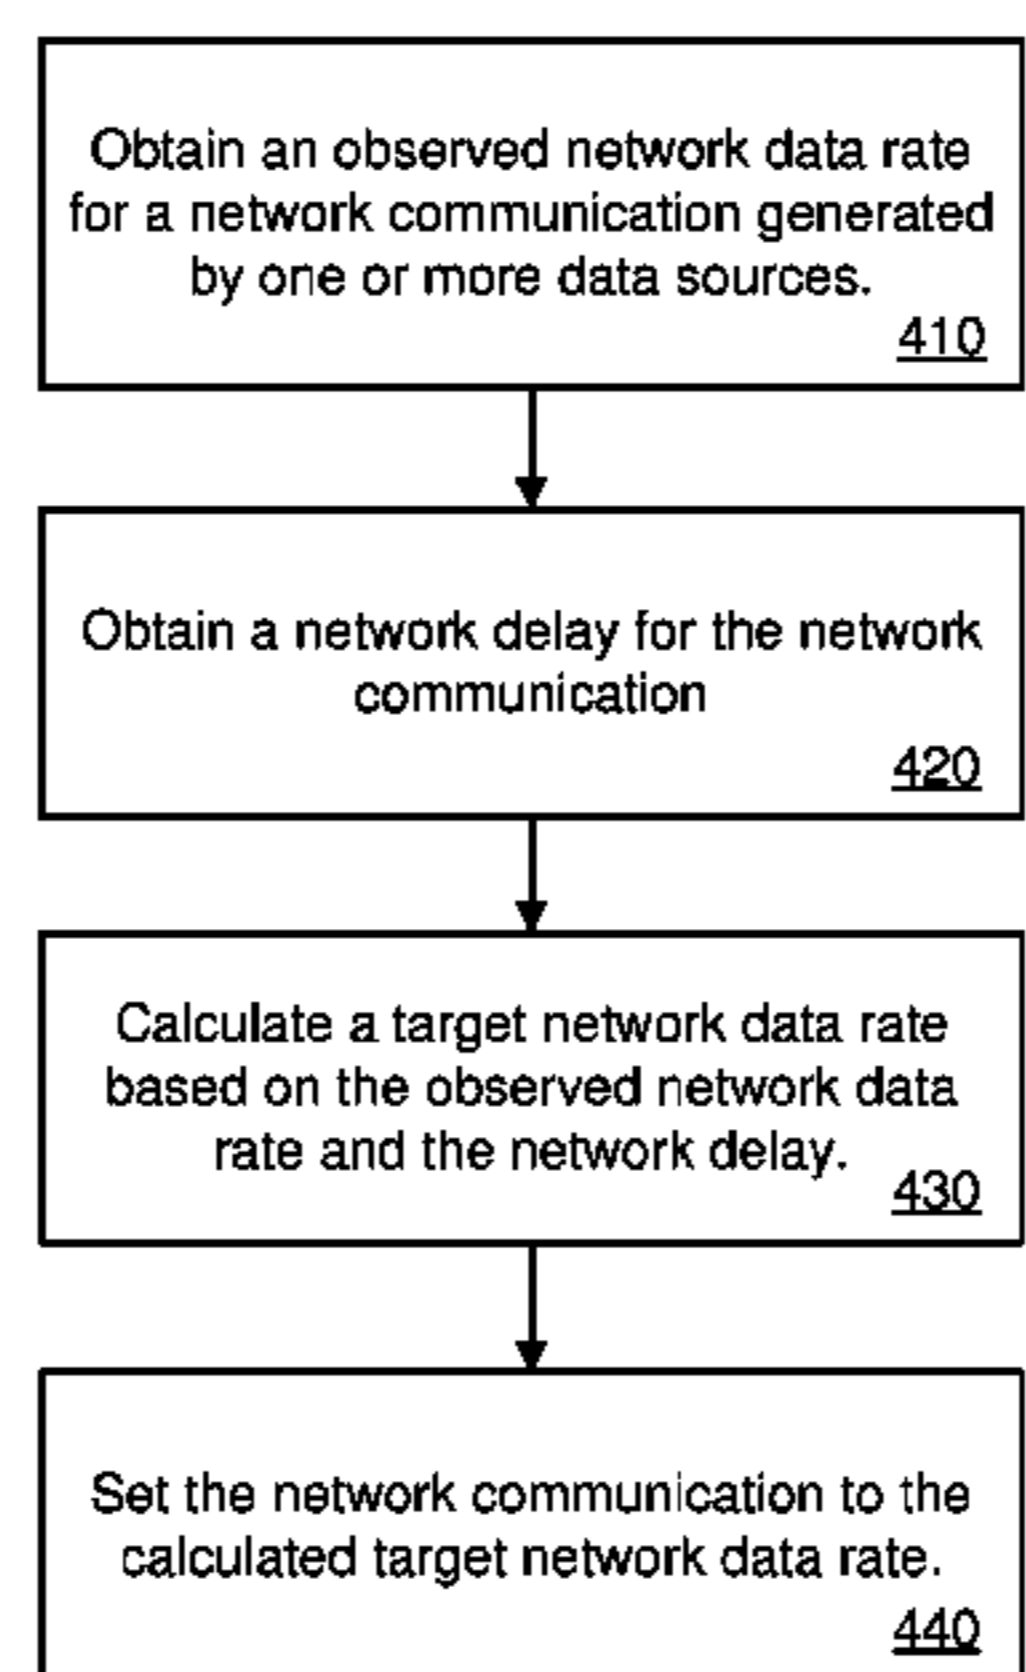 Obtain an observed network data rate
for a network communication generated
by one or more data sources.
410
Obtain a network delay for the network
communication
420
Calculate a target network data rate
based on the observed network data
rate and the network delay.
430
Set the network communication to the
calculated target network data rate.
440